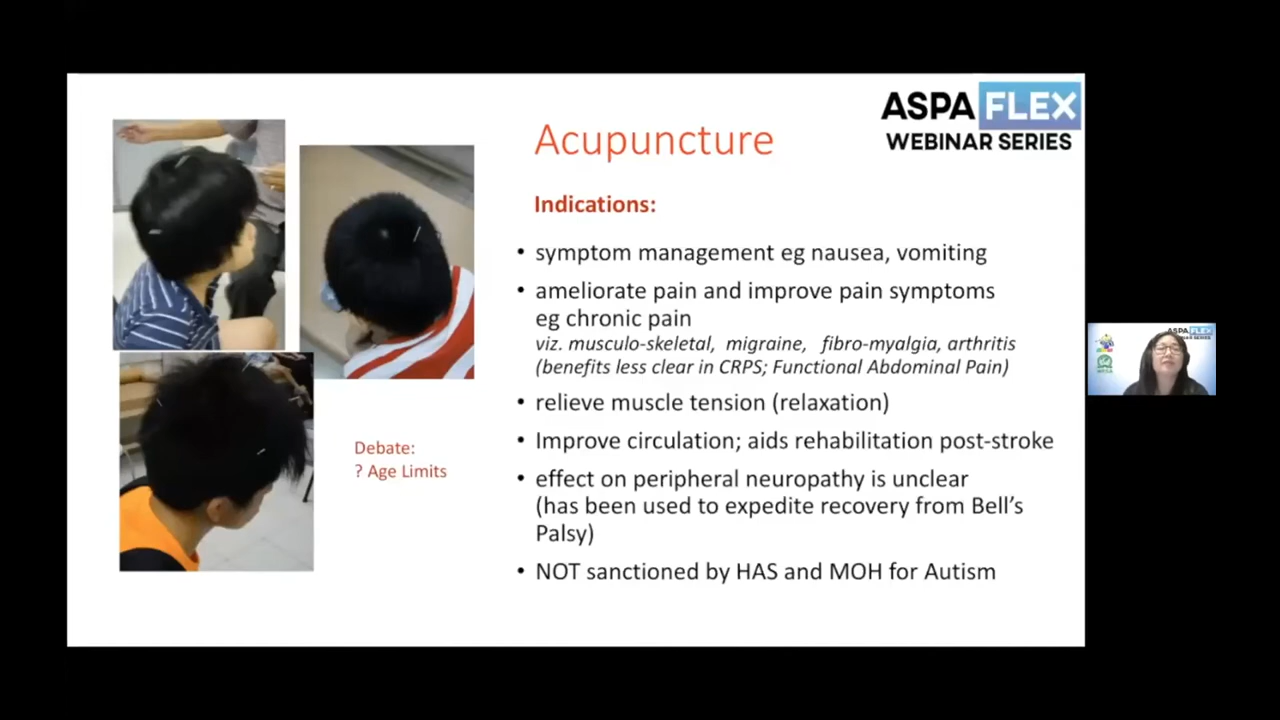 ASPA FLEX
WEBINAR SERIES
Acupuncture
Indications:
• symptom management eg nausea, vomiting
• ameliorate pain and improve pain symptoms
eg chronic pain
viz. musculo-skeletal, migraine, fibro-myalgia, arthritis
(benefits less clear in CRPS; Functional Abdominal Pain)
• relieve muscle tension (relaxation)
• Improve circulation; aids rehabilitation post-stroke
• effect on peripheral neuropathy is unclear
(has been used to expedite recovery from Bell's
Palsy)
• NOT sanctioned by HAS and MOH for Autism
Debate:
? Age Limits
ASPA FLEX